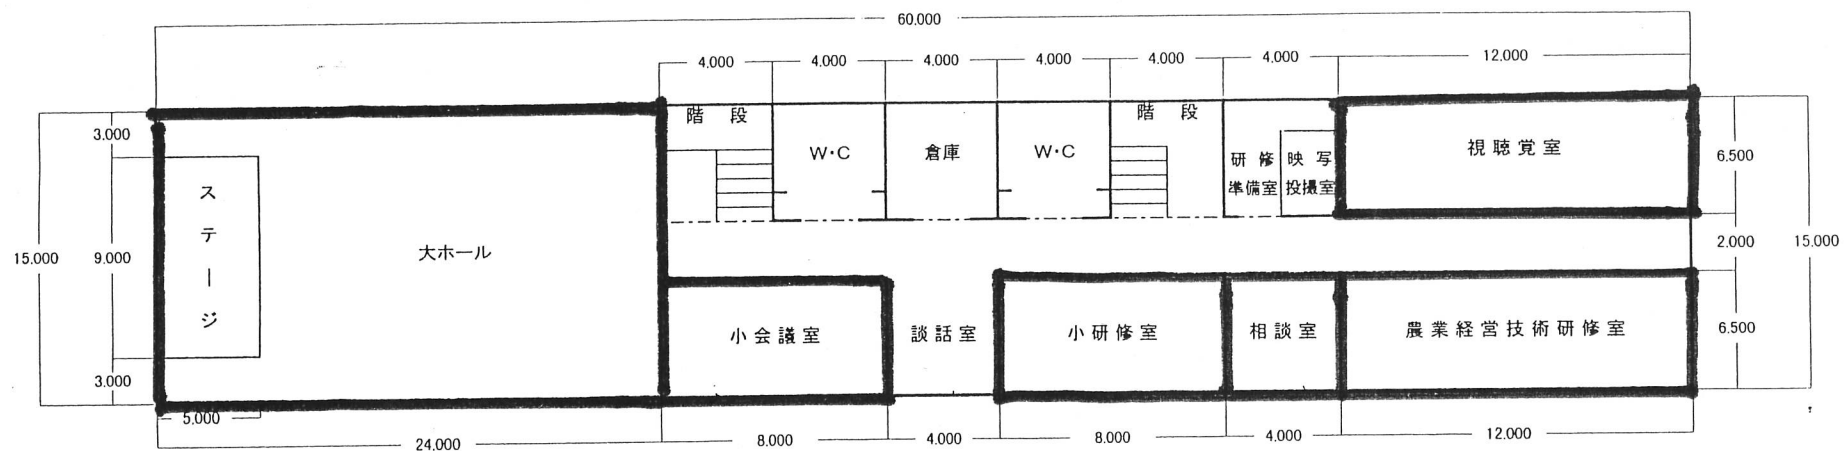 60.000
4.000 4.000 4.000 4.000 4.000 4.000 12.000
階 段
W・C
倉庫
W・C
階 段
研 修
準備室
映 写
投撮室
視聴覚室
3.000
9.000
3.000
15.000
ステージ
大ホール
6.500
2.000
6.500
15.000
小会議室
談話室
小研修室
相談室
農業経営技術研修室
5.000
24.000 8.000 4.000 8.000 4.000 12.000